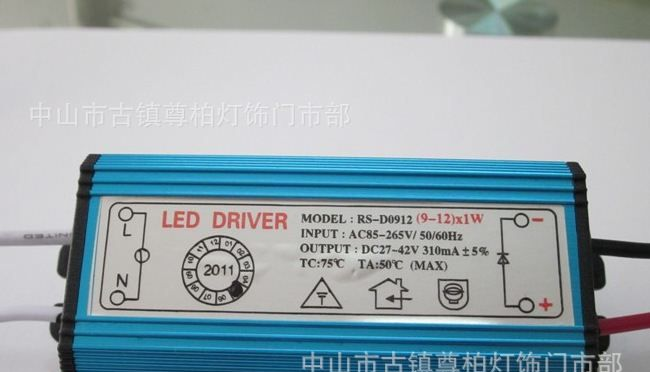 中山市古镇尊柏灯饰门市部
LED DRIVER
MODEL : RS-D0912 (9-12)x1W
INPUT : AC85-265V/ 50/60Hz
OUTPUT : DC27-42V 310mA ±5%
TC:75℃ TA:50℃ (MAX)
L
N
2011
−
+
中山市古镇尊柏灯饰门市部